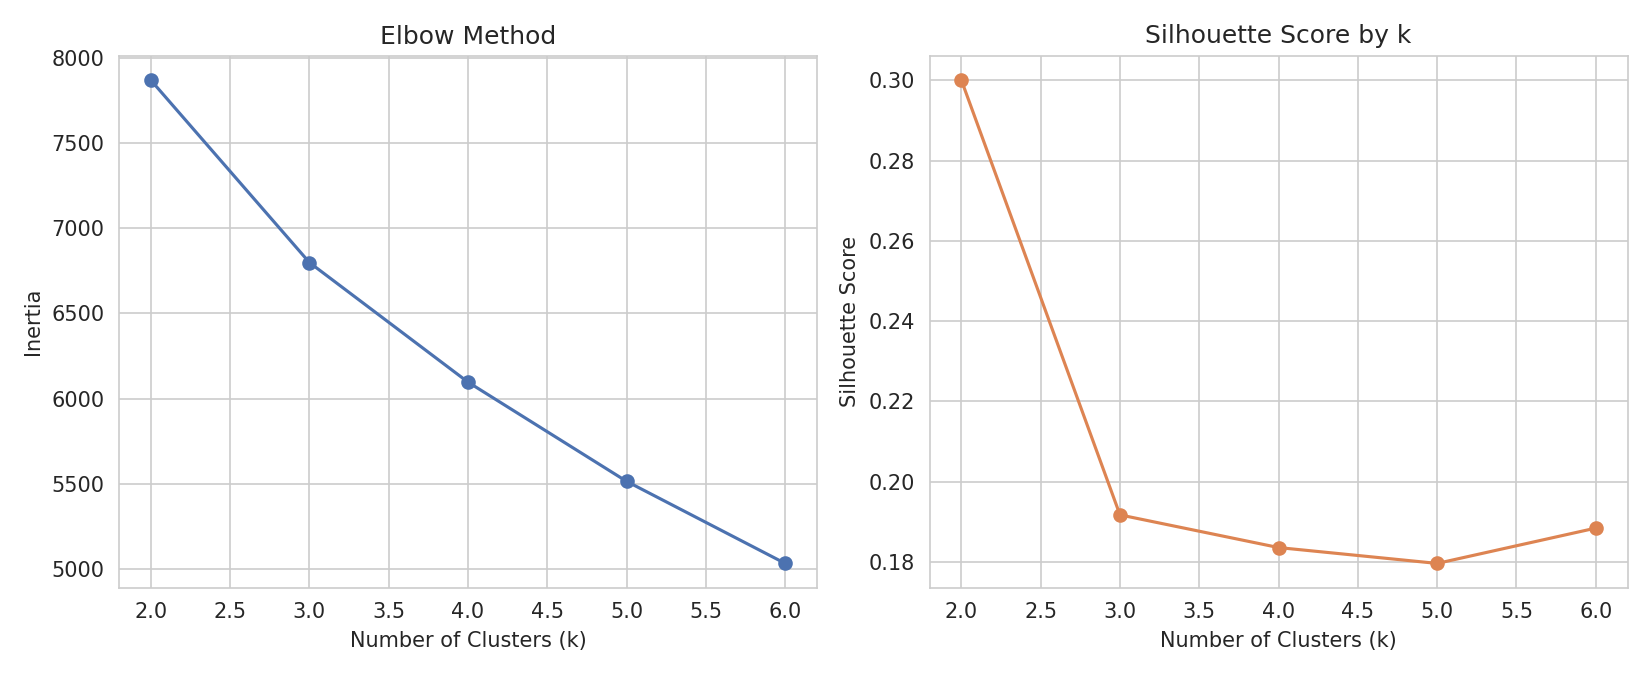 Elbow Method
8000
7500
7000
6500
6000
5500
5000
Inertia
2.0 2.5 3.0 3.5 4.0 4.5 5.0 5.5 6.0
Number of Clusters (k)
Silhouette Score by k
0.30
0.28
0.26
0.24
0.22
0.20
0.18
Silhouette Score
2.0 2.5 3.0 3.5 4.0 4.5 5.0 5.5 6.0
Number of Clusters (k)